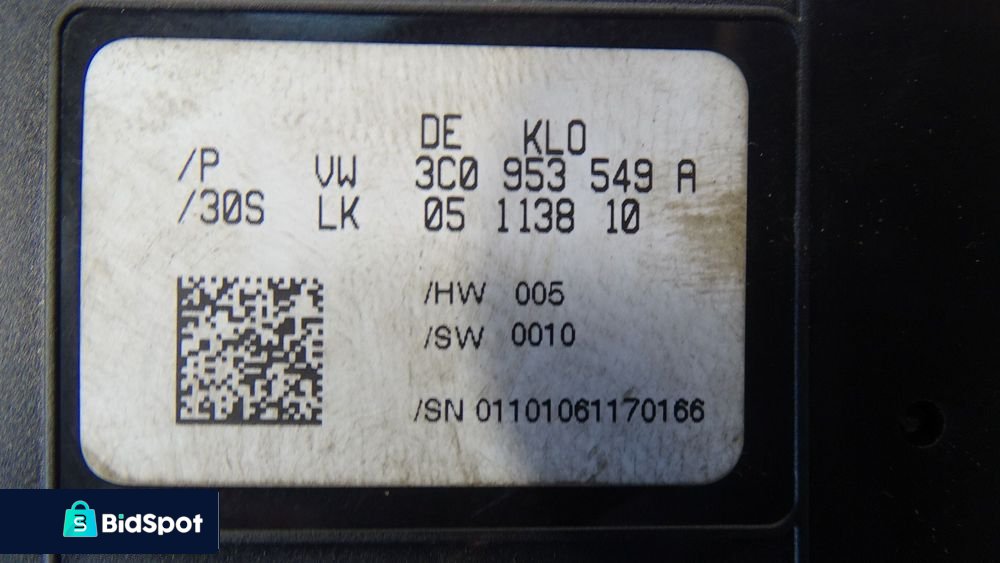 DE KLO
/P VW 3C0 953 549 A
/30S LK 05 1138 10
/HW 005
/SW 0010
/SN 01101061170166
BidSpot